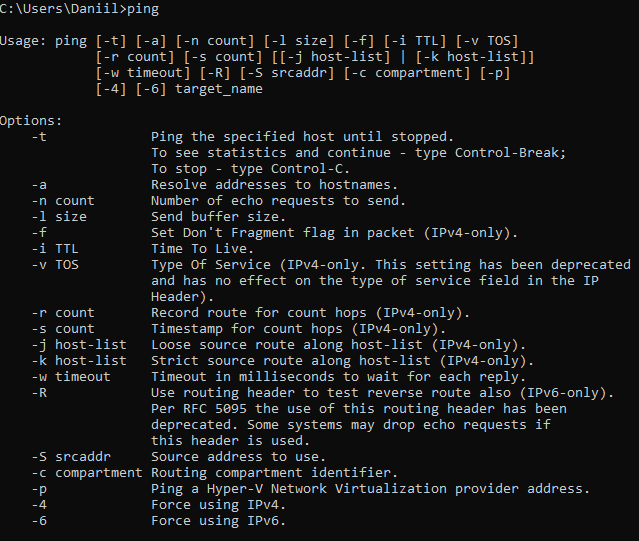 C:\Users\Daniil>ping
Usage: ping [-t] [-a] [-n count] [-l size] [-f] [-i TTL] [-v TOS]
            [-r count] [-s count] [[-j host-list] | [-k host-list]]
            [-w timeout] [-R] [-S srcaddr] [-c compartment] [-p]
            [-4] [-6] target_name
Options:
    -t             Ping the specified host until stopped.
                   To see statistics and continue - type Control-Break;
                   To stop - type Control-C.
    -a             Resolve addresses to hostnames.
    -n count       Number of echo requests to send.
    -l size        Send buffer size.
    -f             Set Don't Fragment flag in packet (IPv4-only).
    -i TTL         Time To Live.
    -v TOS         Type Of Service (IPv4-only. This setting has been deprecated
                   and has no effect on the type of service field in the IP
                   Header).
    -r count       Record route for count hops (IPv4-only).
    -s count       Timestamp for count hops (IPv4-only).
    -j host-list   Loose source route along host-list (IPv4-only).
    -k host-list   Strict source route along host-list (IPv4-only).
    -w timeout     Timeout in milliseconds to wait for each reply.
    -R             Use routing header to test reverse route also (IPv6-only).
                   Per RFC 5095 the use of this routing header has been
                   deprecated. Some systems may drop echo requests if
                   this header is used.
    -S srcaddr     Source address to use.
    -c compartment Routing compartment identifier.
    -p             Ping a Hyper-V Network Virtualization provider address.
    -4             Force using IPv4.
    -6             Force using IPv6.